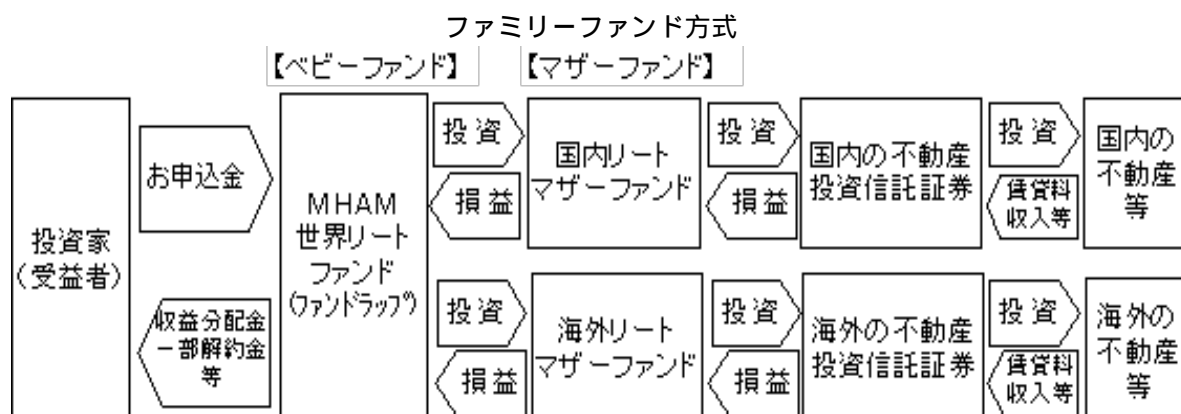 ファミリーファンド方式
【ベビーファンド】
【マザーファンド】
投資家
(受益者)
お申込金
収益分配金
一部解約金
等
MHAM
世界リート
ファンド
(ファンドラップ)
投資
損益
国内リート
マザーファンド
投資
損益
国内の不動産
投資信託証券
投資
賃貸料
収入等
国内の
不動産
等
投資
損益
海外リート
マザーファンド
投資
損益
海外の不動産
投資信託証券
投資
賃貸料
収入等
海外の
不動産
等